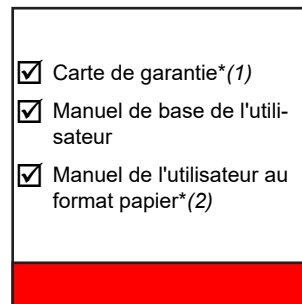 Carte de garantie*(1)
Manuel de base de l'utili-
sateur
Manuel de l'utilisateur au
format papier*(2)